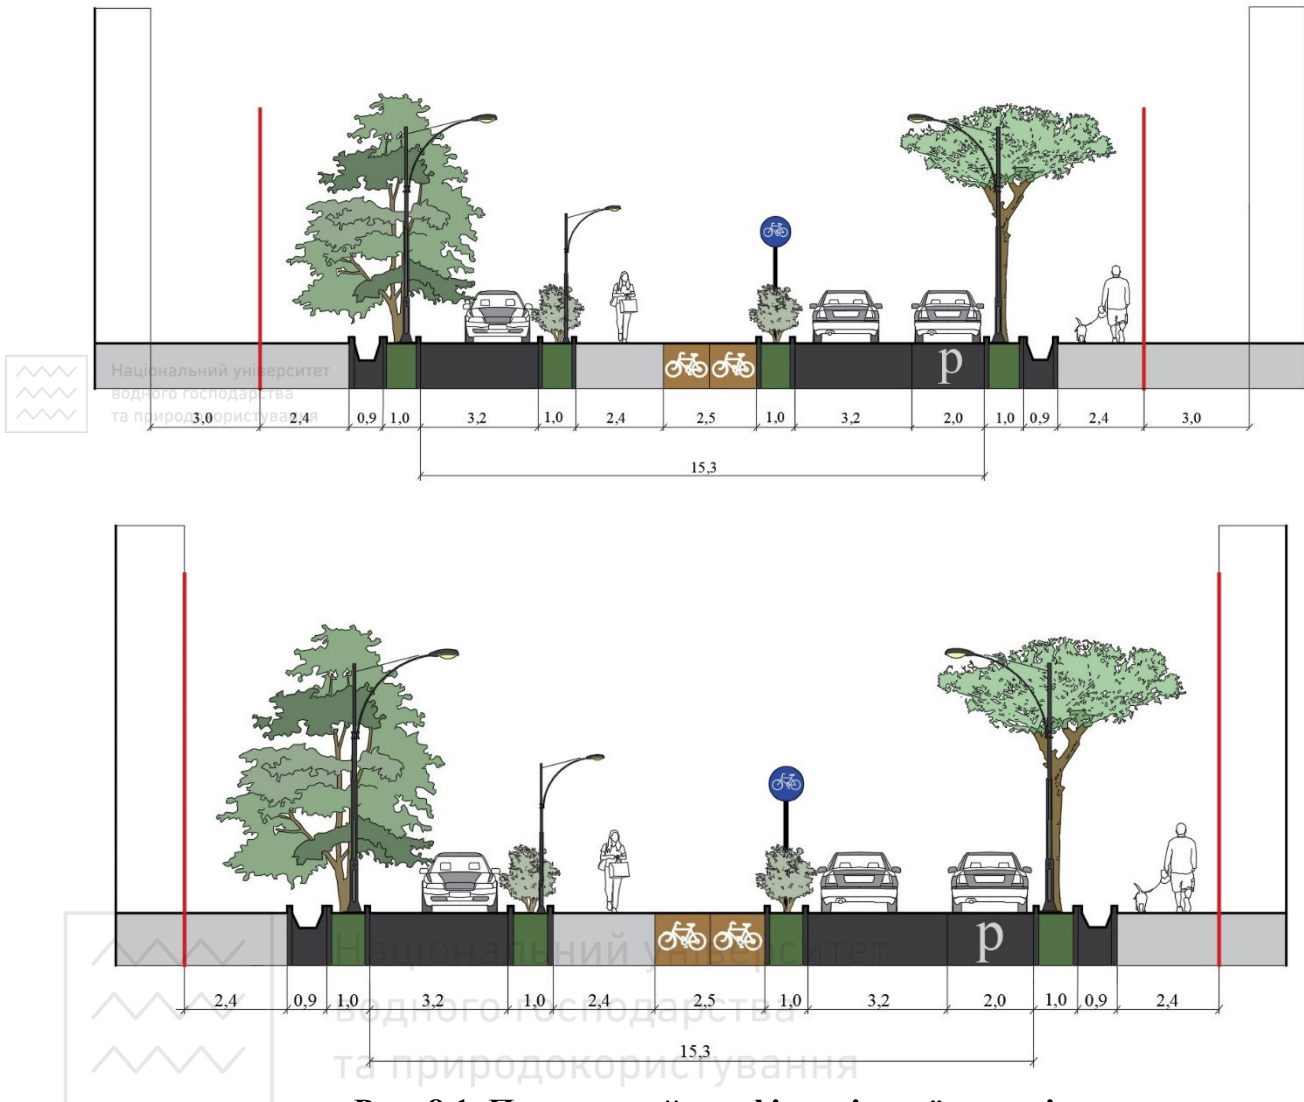 Національний університет
водного господарства
та природокористування
p
3,0 2,4 0,9 1,0 3,2 1,0 2,4 2,5 1,0 3,2 2,0 1,0 0,9 2,4 3,0
15,3
p
Національний університет
2,4 0,9 1,0 3,2 1,0 2,4 2,5 1,0 3,2 2,0 1,0 0,9 2,4
водного господарства
15,3
та природокористування